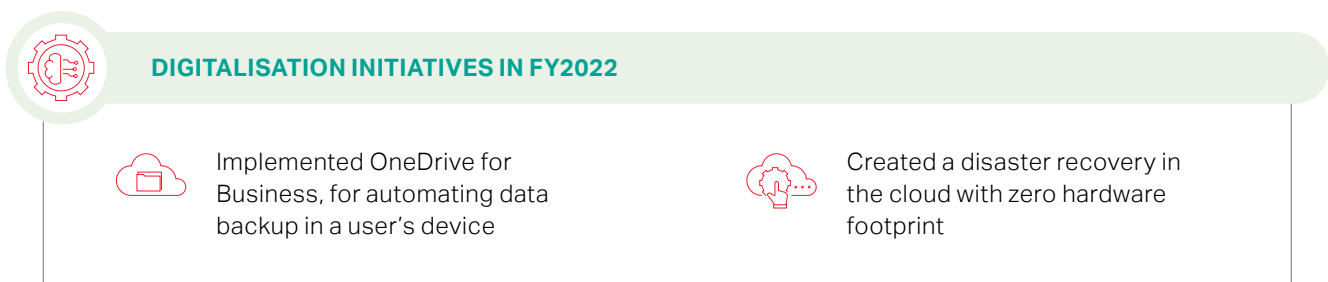 DIGITALISATION INITIATIVES IN FY2022
Implemented OneDrive for
Business, for automating data
backup in a user’s device
Created a disaster recovery in
the cloud with zero hardware
footprint